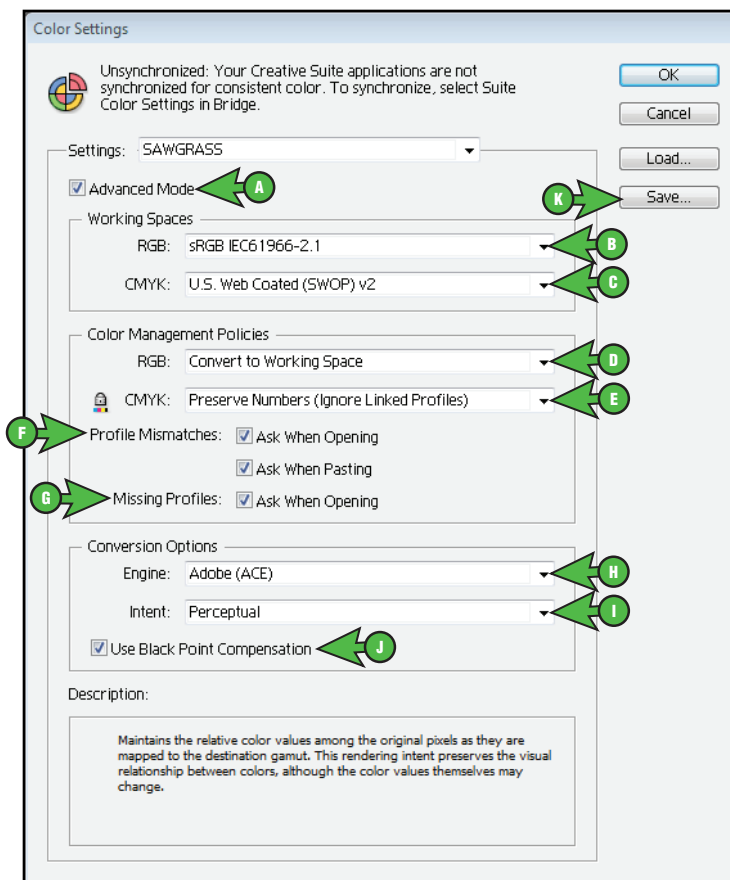 Color Settings
Unsynchronized: Your Creative Suite applications are not
synchronized for consistent color. To synchronize, select Suite
Color Settings in Bridge.
OK
Cancel
Load...
Save...
K
Settings: SAWGRASS
Advanced Mode
A
Working Spaces
RGB: sRGB IEC61966-2.1
B
CMYK: U.S. Web Coated (SWOP) v2
C
Color Management Policies
RGB: Convert to Working Space
D
CMYK: Preserve Numbers (Ignore Linked Profiles)
E
F
Profile Mismatches: Ask When Opening
Ask When Pasting
G
Missing Profiles: Ask When Opening
Conversion Options
Engine: Adobe (ACE)
H
Intent: Perceptual
I
Use Black Point Compensation
J
Description:
Maintains the relative color values among the original pixels as they are
mapped to the destination gamut. This rendering intent preserves the visual
relationship between colors, although the color values themselves may
change.